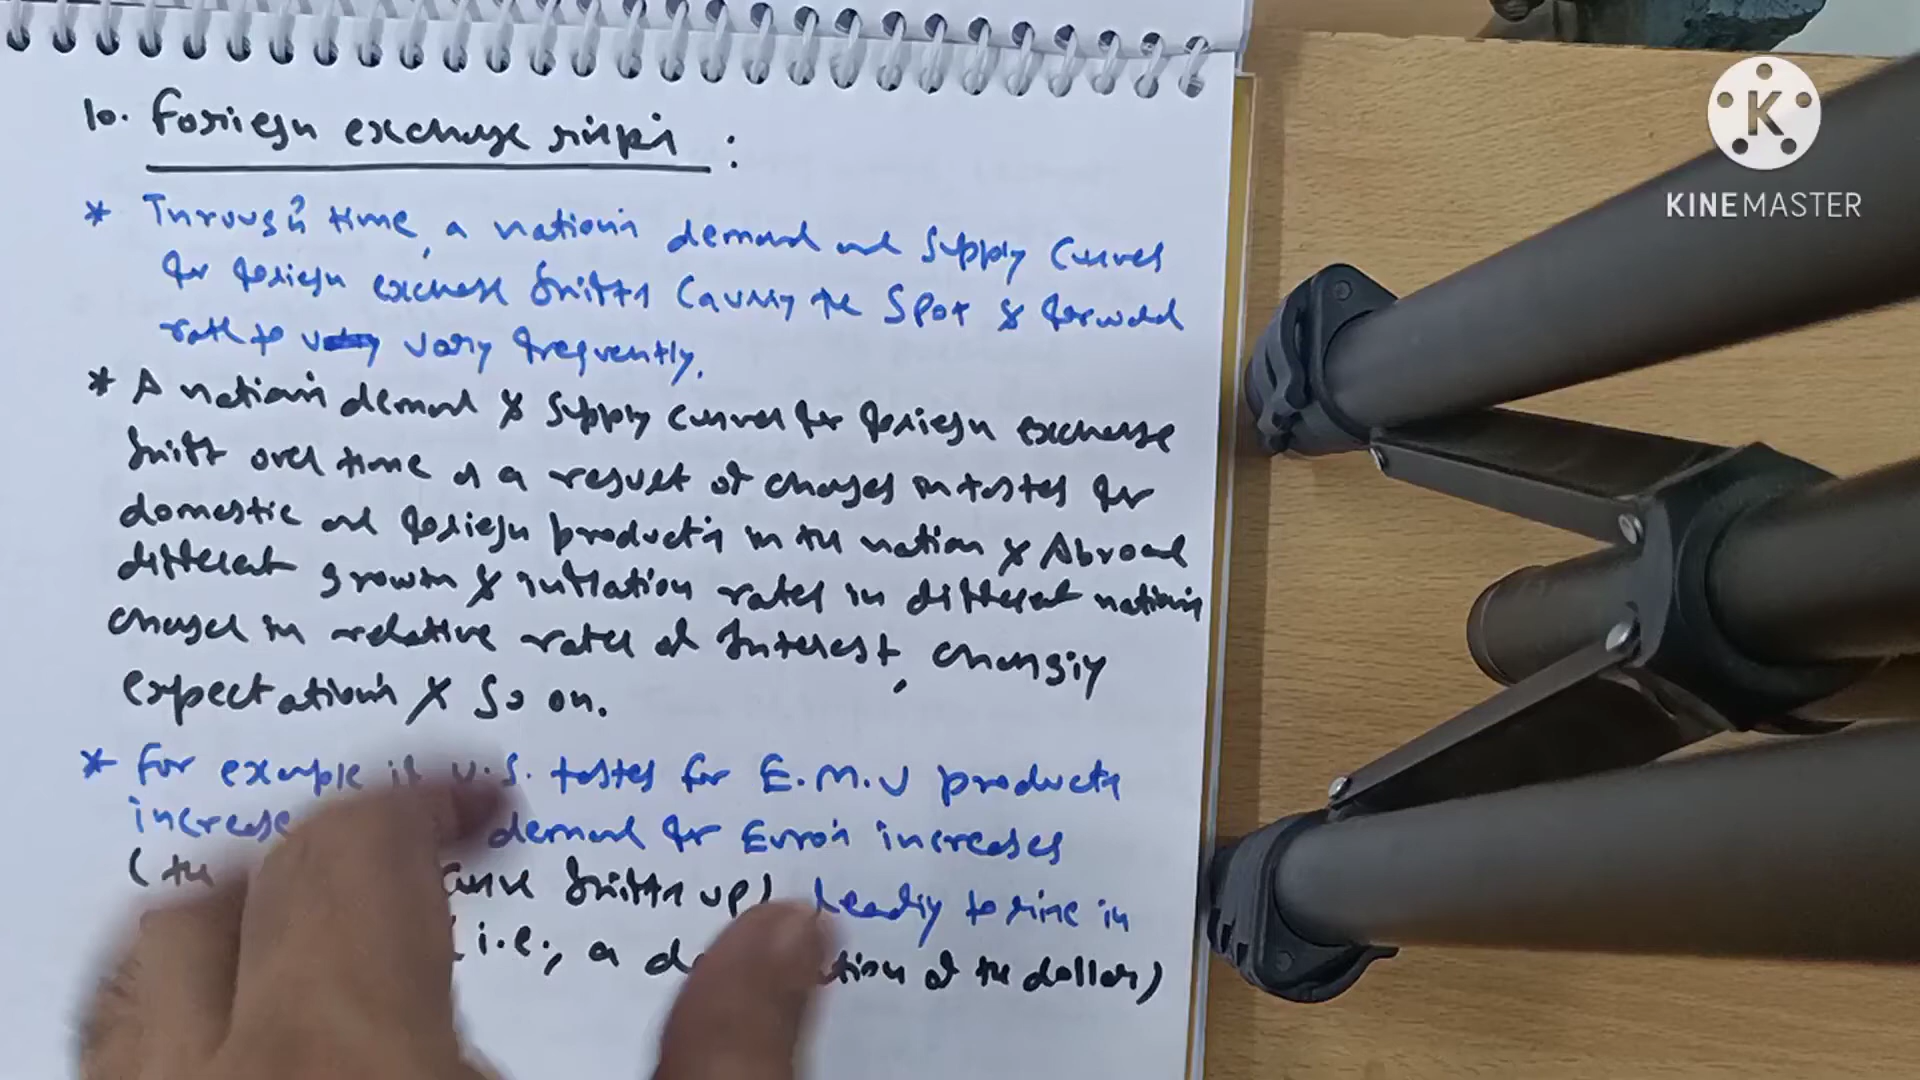 10. Foriegn exchange risks :
* Through time, a nation's demand and supply curves
for foriegn exchange shifts causing the spot & forward
rate to vary frequently.
* A nation's demand & supply curves for foriegn exchange
shift over time as a result of changes in tastes for
domestic and foriegn products in the nation & Abroad
different growth & inflation rates in different nations
changes in relative rates of interest, changing
expectations & so on.
* For example if U.S. tastes for E.M.U products
increase demand for Euros increases
(the curve shifts up) leading to rise in
(i.e., a of the dollar)
K
KINEMASTER